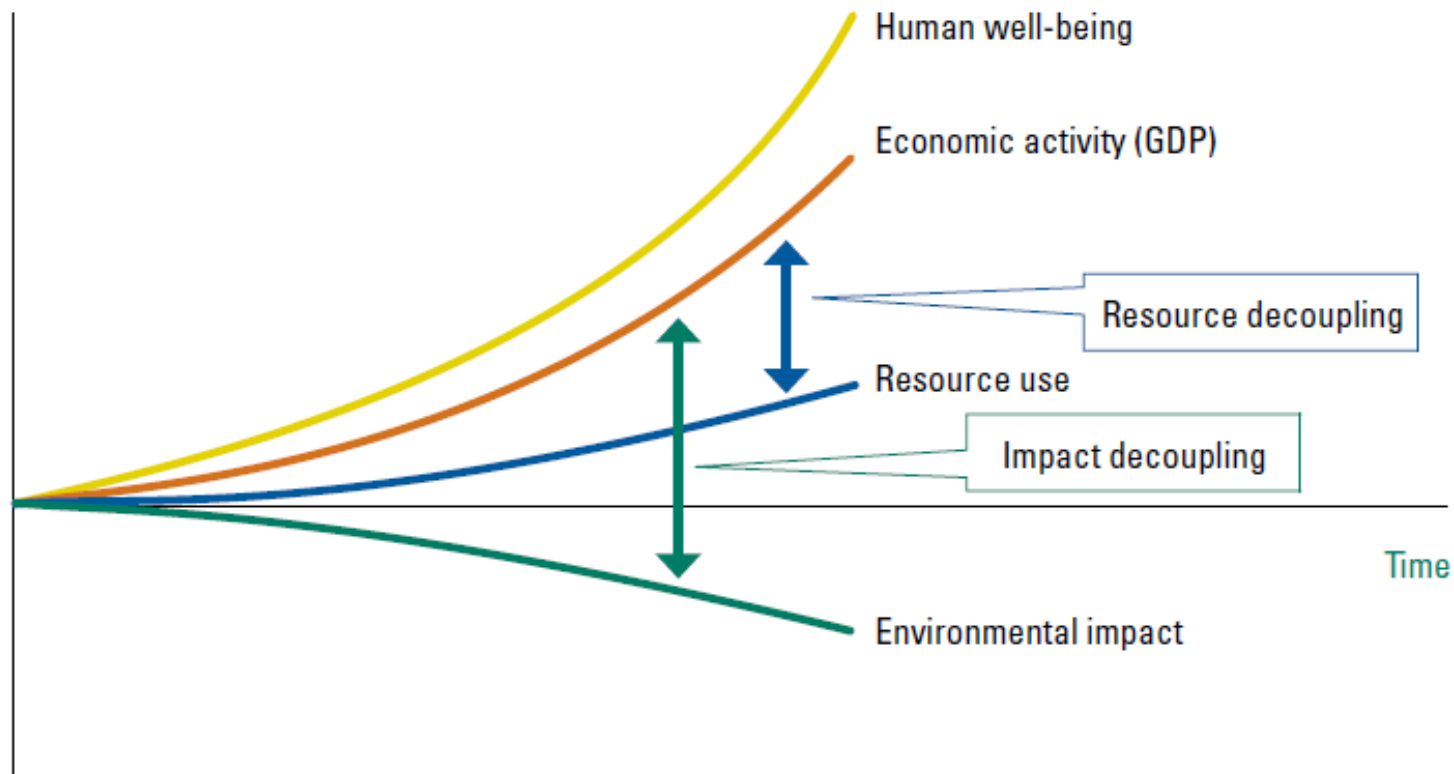 Human well-being
Economic activity (GDP)
Resource decoupling
Resource use
Impact decoupling
Time
Environmental impact